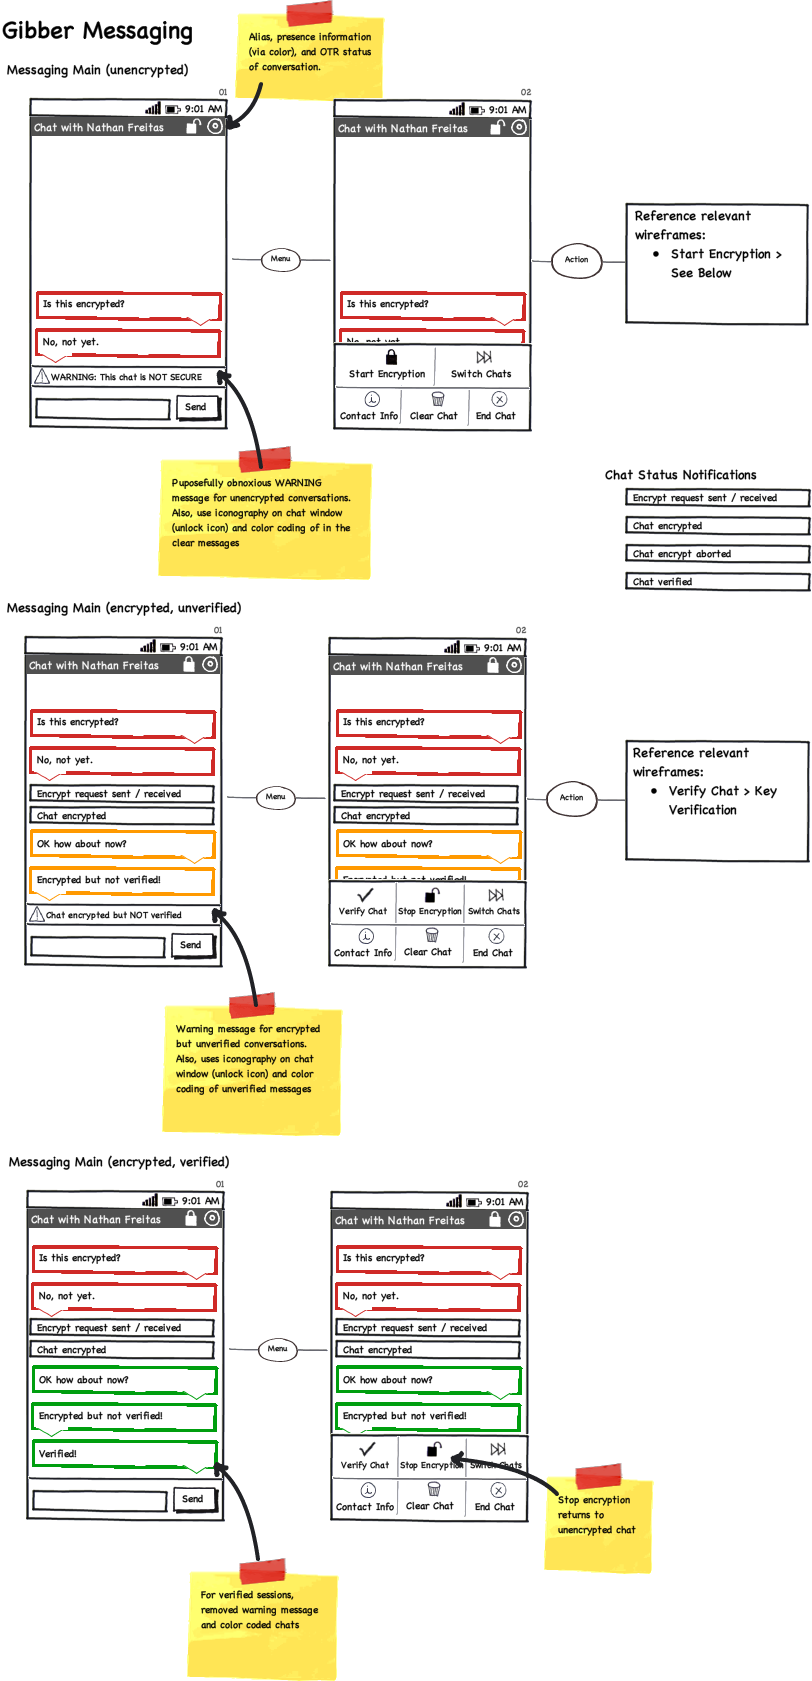 Gibber Messaging
Alias, presence information
(via color), and OTR status
of conversation.
Messaging Main (unencrypted)
01
9:01 AM
Chat with Nathan Freitas
Is this encrypted?
No, not yet.
WARNING: This chat is NOT SECURE
Send
Menu
02
9:01 AM
Chat with Nathan Freitas
Is this encrypted?
No, not yet.
Start Encryption
Switch Chats
Contact Info
Clear Chat
End Chat
Action
Reference relevant
wireframes:
• Start Encryption >
See Below
Puposefully obnoxious WARNING
message for unencrypted conversations.
Also, use iconography on chat window
(unlock icon) and color coding of in the
clear messages
Chat Status Notifications
Encrypt request sent / received
Chat encrypted
Chat encrypt aborted
Chat verified
Messaging Main (encrypted, unverified)
01
9:01 AM
Chat with Nathan Freitas
Is this encrypted?
No, not yet.
Encrypt request sent / received
Chat encrypted
OK how about now?
Encrypted but not verified!
Chat encrypted but NOT verified
Send
Menu
02
9:01 AM
Chat with Nathan Freitas
Is this encrypted?
No, not yet.
Encrypt request sent / received
Chat encrypted
OK how about now?
Encrypted but not verified!
Verify Chat
Stop Encryption
Switch Chats
Contact Info
Clear Chat
End Chat
Action
Reference relevant
wireframes:
• Verify Chat > Key
Verification
Warning message for encrypted
but unverified conversations.
Also, uses iconography on chat
window (unlock icon) and color
coding of unverified messages
Messaging Main (encrypted, verified)
01
9:01 AM
Chat with Nathan Freitas
Is this encrypted?
No, not yet.
Encrypt request sent / received
Chat encrypted
OK how about now?
Encrypted but not verified!
Verified!
Send
Menu
02
9:01 AM
Chat with Nathan Freitas
Is this encrypted?
No, not yet.
Encrypt request sent / received
Chat encrypted
OK how about now?
Encrypted but not verified!
Verify Chat
Stop Encryption
Switch Chats
Contact Info
Clear Chat
End Chat
Stop encryption
returns to
unencrypted chat
For verified sessions,
removed warning message
and color coded chats